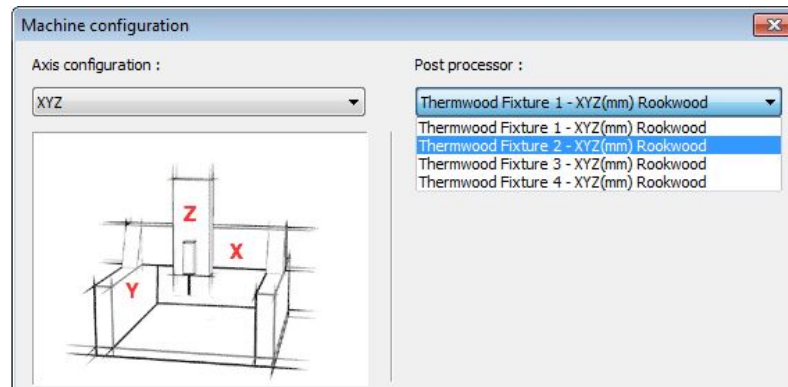 Machine configuration
Axis configuration :
XYZ
Z
X
Y
Post processor :
Thermwood Fixture 1 - XYZ(mm) Rookwood
Thermwood Fixture 1 - XYZ(mm) Rookwood
Thermwood Fixture 2 - XYZ(mm) Rookwood
Thermwood Fixture 3 - XYZ(mm) Rookwood
Thermwood Fixture 4 - XYZ(mm) Rookwood